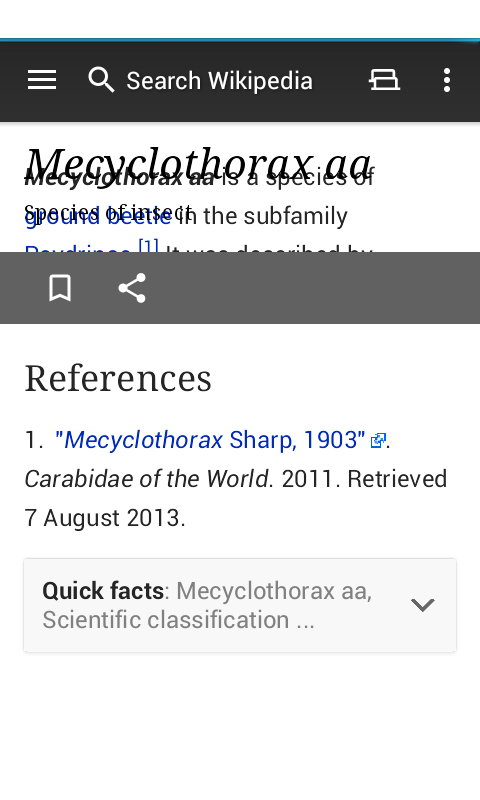 Search Wikipedia
Mecyclothorax aa
Mecyclothorax aa is a species of
Species of insect
ground beetle in the subfamily
Psydrinae.[1] It was described by
References
1. "Mecyclothorax Sharp, 1903".
Carabidae of the World. 2011. Retrieved
7 August 2013.
Quick facts: Mecyclothorax aa,
Scientific classification ...